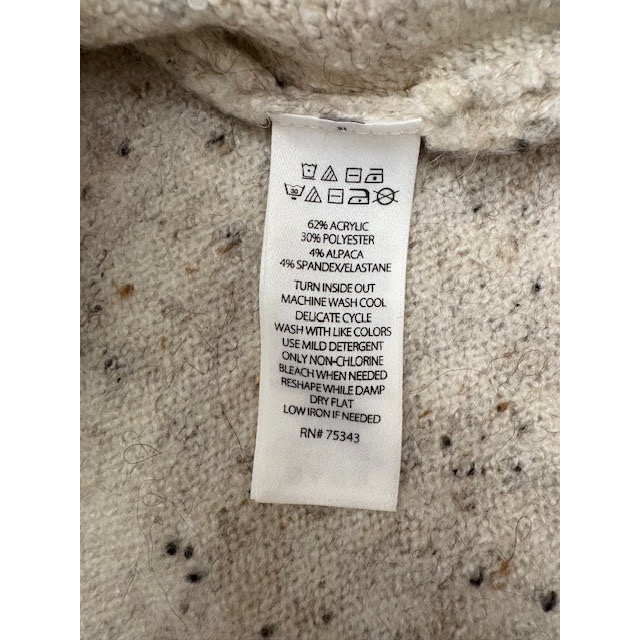 30
62% ACRYLIC
30% POLYESTER
4% ALPACA
4% SPANDEX/ELASTANE
TURN INSIDE OUT
MACHINE WASH COOL
DELICATE CYCLE
WASH WITH LIKE COLORS
USE MILD DETERGENT
ONLY NON-CHLORINE
BLEACH WHEN NEEDED
RESHAPE WHILE DAMP
DRY FLAT
LOW IRON IF NEEDED
RN# 75343